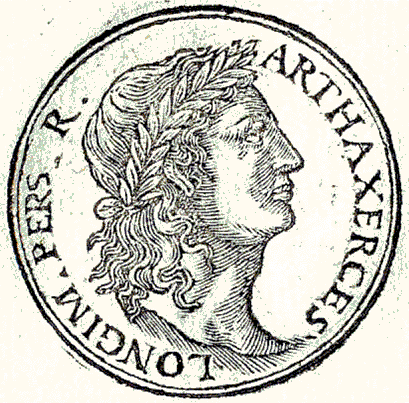 ARTHAXERCES LONGIM. PERS. R.